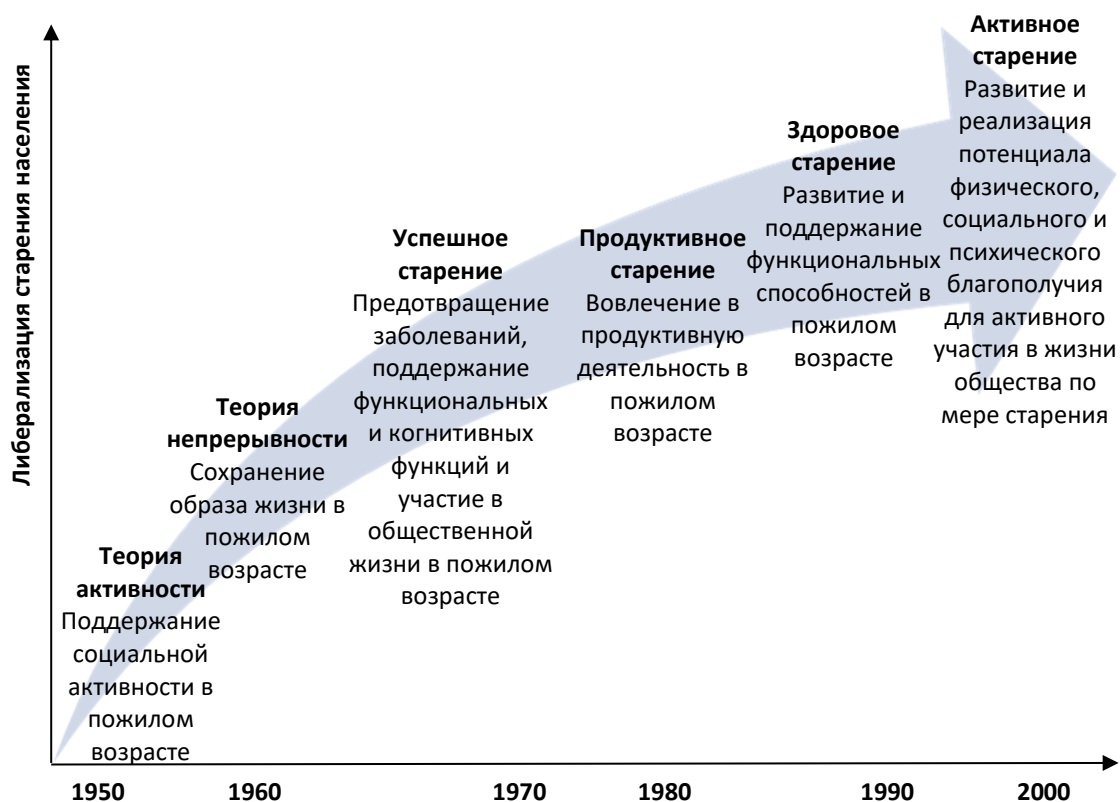 Либерализация старения населения
Теория
активности
Поддержание
социальной
активности в
пожилом
возрасте
Теория
непрерывности
Сохранение
образа жизни в
пожилом
возрасте
Успешное
старение
Предотвращение
заболеваний,
поддержание
функциональных
и когнитивных
функций и
участие в
общественной
жизни в пожилом
возрасте
Продуктивное
старение
Вовлечение в
продуктивную
деятельность в
пожилом
возрасте
Здоровое
старение
Развитие и
поддержание
функциональных
способностей в
пожилом
возрасте
Активное
старение
Развитие и
реализация
потенциала
физического,
социального и
психического
благополучия
для активного
участия в жизни
общества по
мере старения
1950 1960 1970 1980 1990 2000